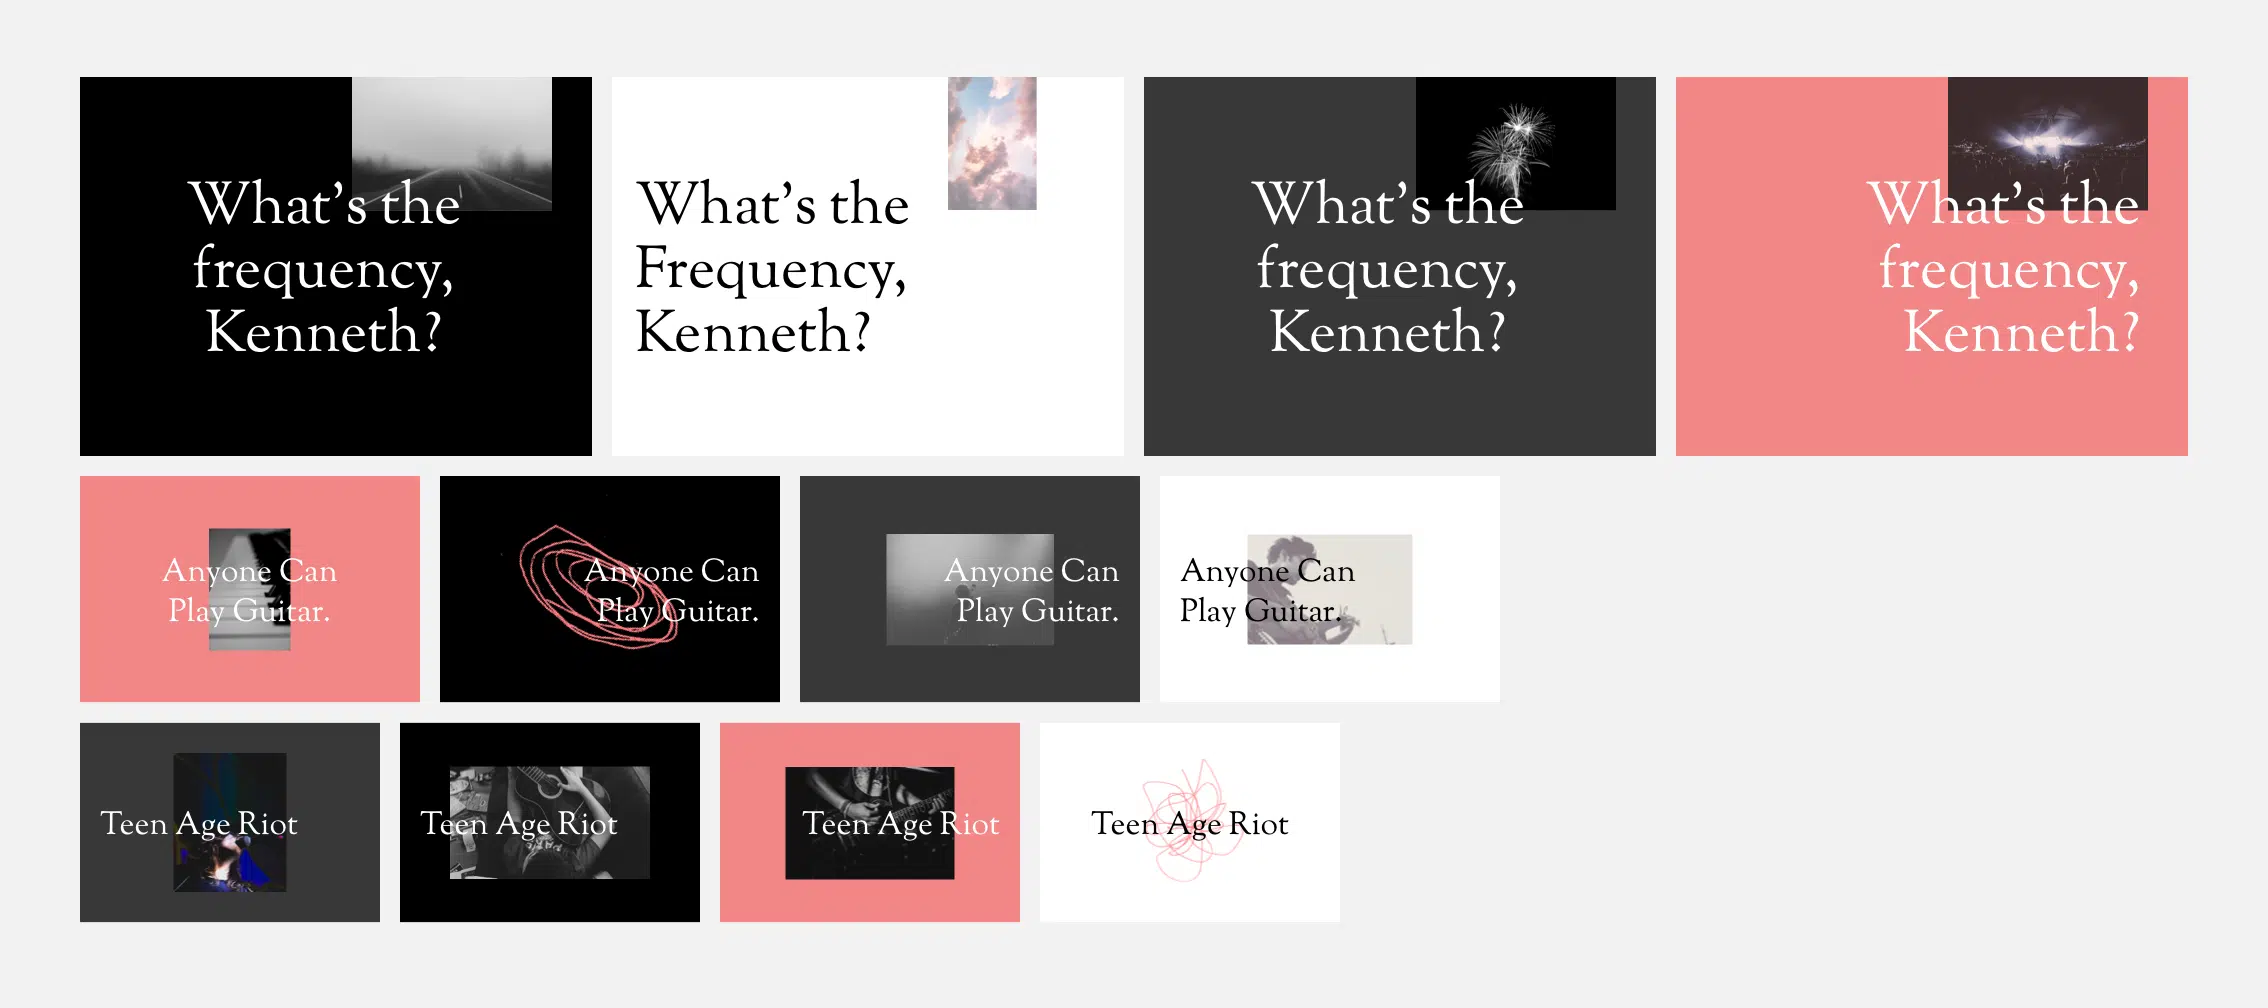 What's the
frequency,
Kenneth?
What's the
Frequency,
Kenneth?
What's the
frequency,
Kenneth?
What's the
frequency,
Kenneth?
Anyone Can
Play Guitar.
Anyone Can
Play Guitar.
Anyone Can
Play Guitar.
Anyone Can
Play Guitar.
Teen Age Riot
Teen Age Riot
Teen Age Riot
Teen Age Riot